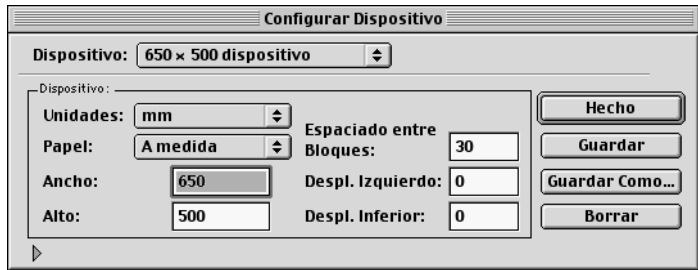 Configurar Dispositivo
Dispositivo: 650 × 500 dispositivo
Dispositivo:
Unidades: mm
Papel: A medida
Ancho: 650
Alto: 500
Espaciado entre
Bloques: 30
Despl. Izquierdo: 0
Despl. Inferior: 0
Hecho
Guardar
Guardar Como...
Borrar